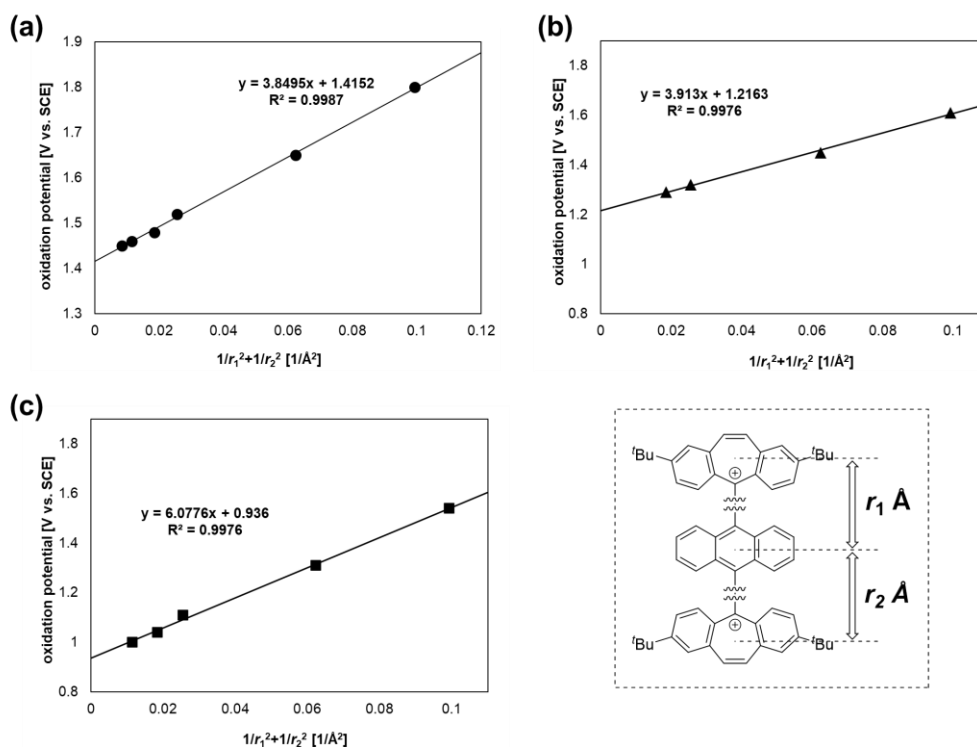 (a)
1.9
1.8
1.7
1.6
1.5
1.4
1.3
oxidation potential [V vs. SCE]
y = 3.8495x + 1.4152
R² = 0.9987
0 0.02 0.04 0.06 0.08 0.1 0.12
1/r₁²+1/r₂² [1/Å²]
(b)
1.8
1.6
1.4
1.2
1
0.8
oxidation potential [V vs. SCE]
y = 3.913x + 1.2163
R² = 0.9976
0 0.02 0.04 0.06 0.08 0.1
1/r₁²+1/r₂² [1/Å²]
(c)
1.8
1.6
1.4
1.2
1
0.8
oxidation potential [V vs. SCE]
y = 6.0776x + 0.936
R² = 0.9976
0 0.02 0.04 0.06 0.08 0.1
1/r₁²+1/r₂² [1/Å²]
ᵗBu ᵗBu
+
r₁ Å
r₂ Å
+
ᵗBu ᵗBu